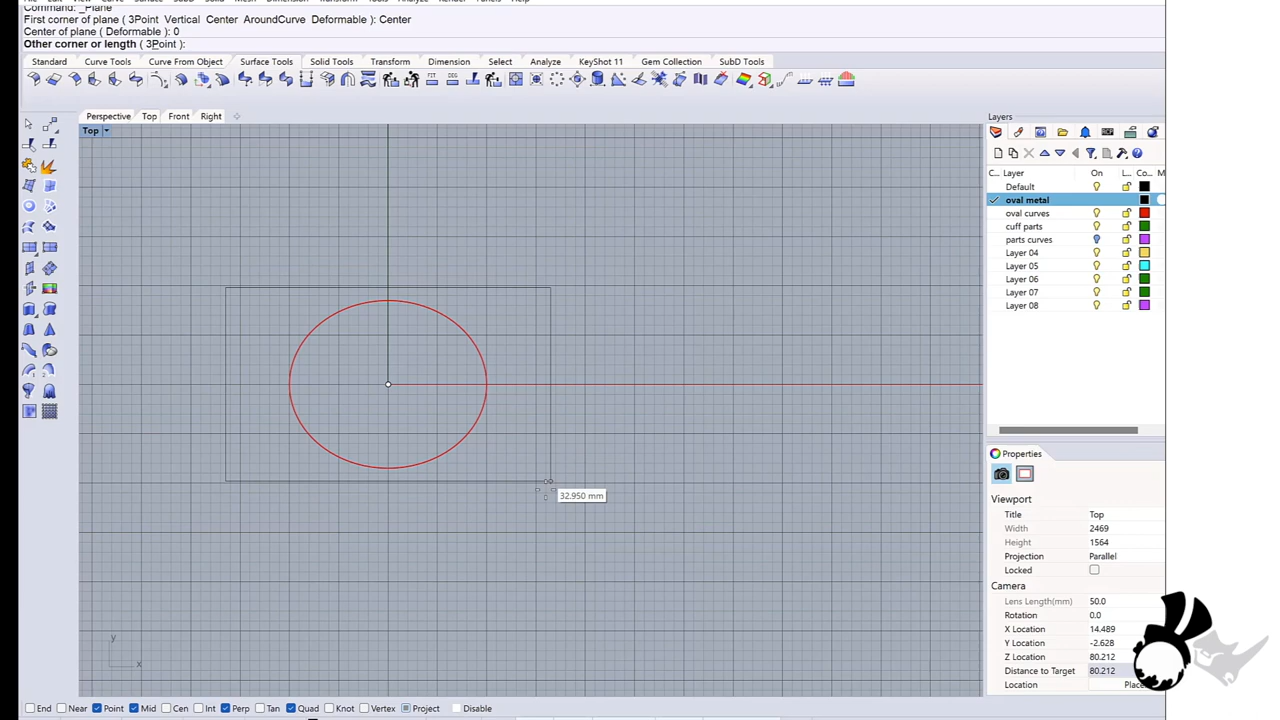 Command: _Plane
First corner of plane ( 3Point Vertical Center AroundCurve Deformable ): Center
Center of plane ( Deformable ): 0
Other corner or length ( 3Point ):
Standard Curve Tools Curve From Object Surface Tools Solid Tools Transform Dimension Select Analyze KeyShot 11 Gem Collection SubD Tools
Perspective Top Front Right
Top
32.950 mm
y
x
Layers
C... Layer On L... Co... M
Default
oval metal
oval curves
cuff parts
parts curves
Layer 04
Layer 05
Layer 06
Layer 07
Layer 08
Properties
Viewport
Title Top
Width 2469
Height 1564
Projection Parallel
Locked
Camera
Lens Length(mm) 50.0
Rotation 0.0
X Location 14.489
Y Location -2.628
Z Location 80.212
Distance to Target 80.212
Location Place
End Near Point Mid Cen Int Perp Tan Quad Knot Vertex Project Disable